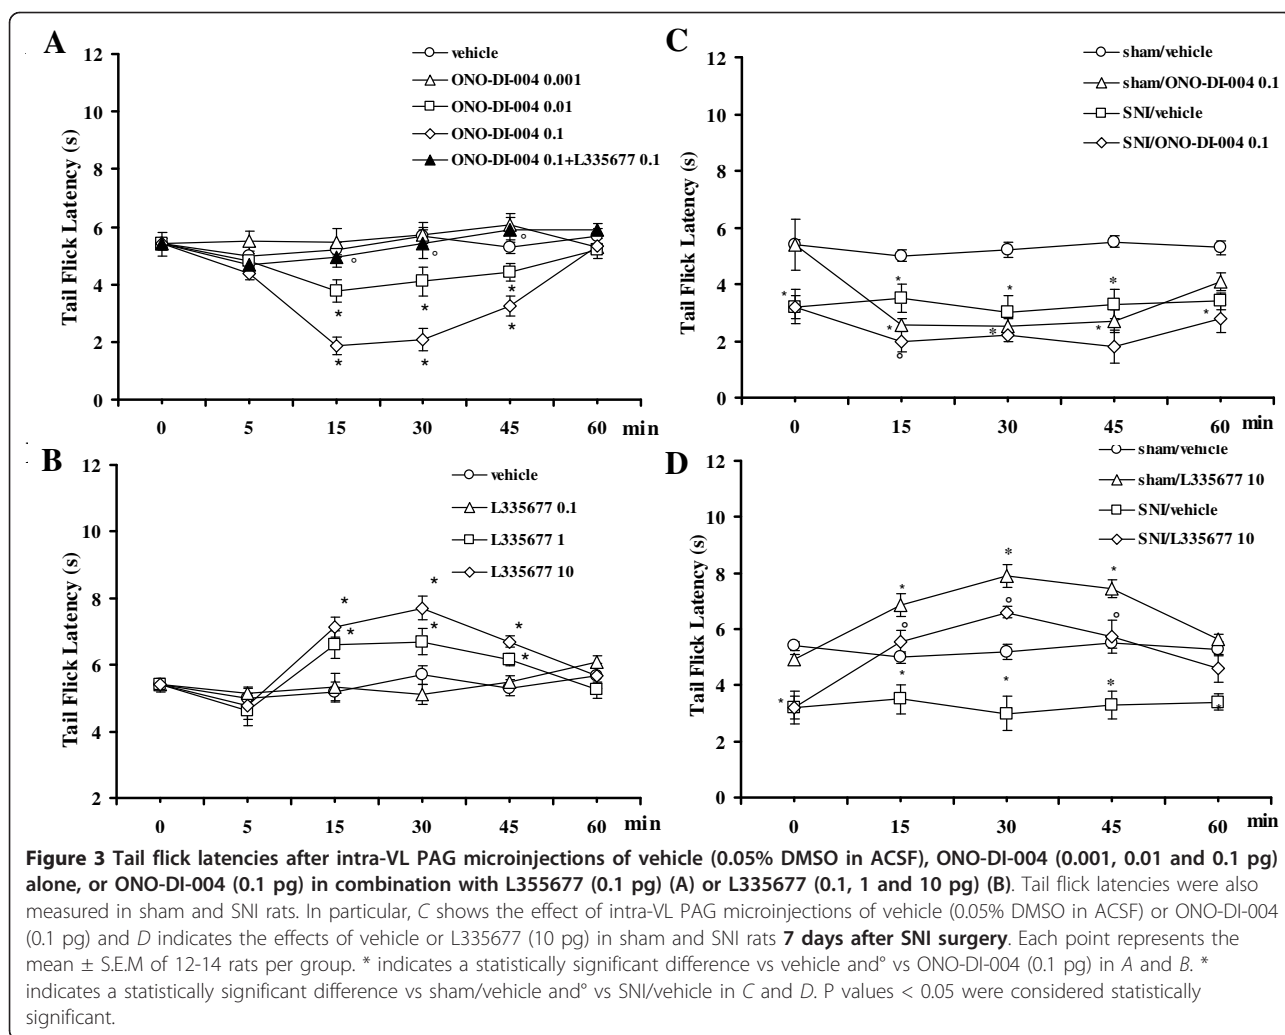 A
12
10
8
6
4
2
0
Tail Flick Latency (s)
vehicle
ONO-DI-004 0.001
ONO-DI-004 0.01
ONO-DI-004 0.1
ONO-DI-004 0.1+L335677 0.1
0 5 15 30 45 60 min
C
12
10
8
6
4
2
0
Tail Flick Latency (s)
sham/vehicle
sham/ONO-DI-004 0.1
SNI/vehicle
SNI/ONO-DI-004 0.1
0 15 30 45 60 min
B
12
10
8
6
4
2
Tail Flick Latency (s)
vehicle
L335677 0.1
L335677 1
L335677 10
0 5 15 30 45 60 min
D
12
10
8
6
4
2
0
Tail Flick Latency (s)
sham/vehicle
sham/L335677 10
SNI/vehicle
SNI/L335677 10
0 15 30 45 60 min
Figure 3 Tail flick latencies after intra-VL PAG microinjections of vehicle (0.05% DMSO in ACSF), ONO-DI-004 (0.001, 0.01 and 0.1 pg)
alone, or ONO-DI-004 (0.1 pg) in combination with L355677 (0.1 pg) (A) or L335677 (0.1, 1 and 10 pg) (B). Tail flick latencies were also
measured in sham and SNI rats. In particular, C shows the effect of intra-VL PAG microinjections of vehicle (0.05% DMSO in ACSF) or ONO-DI-004
(0.1 pg) and D indicates the effects of vehicle or L335677 (10 pg) in sham and SNI rats 7 days after SNI surgery. Each point represents the
mean ± S.E.M of 12-14 rats per group. * indicates a statistically significant difference vs vehicle and° vs ONO-DI-004 (0.1 pg) in A and B. *
indicates a statistically significant difference vs sham/vehicle and° vs SNI/vehicle in C and D. P values < 0.05 were considered statistically
significant.